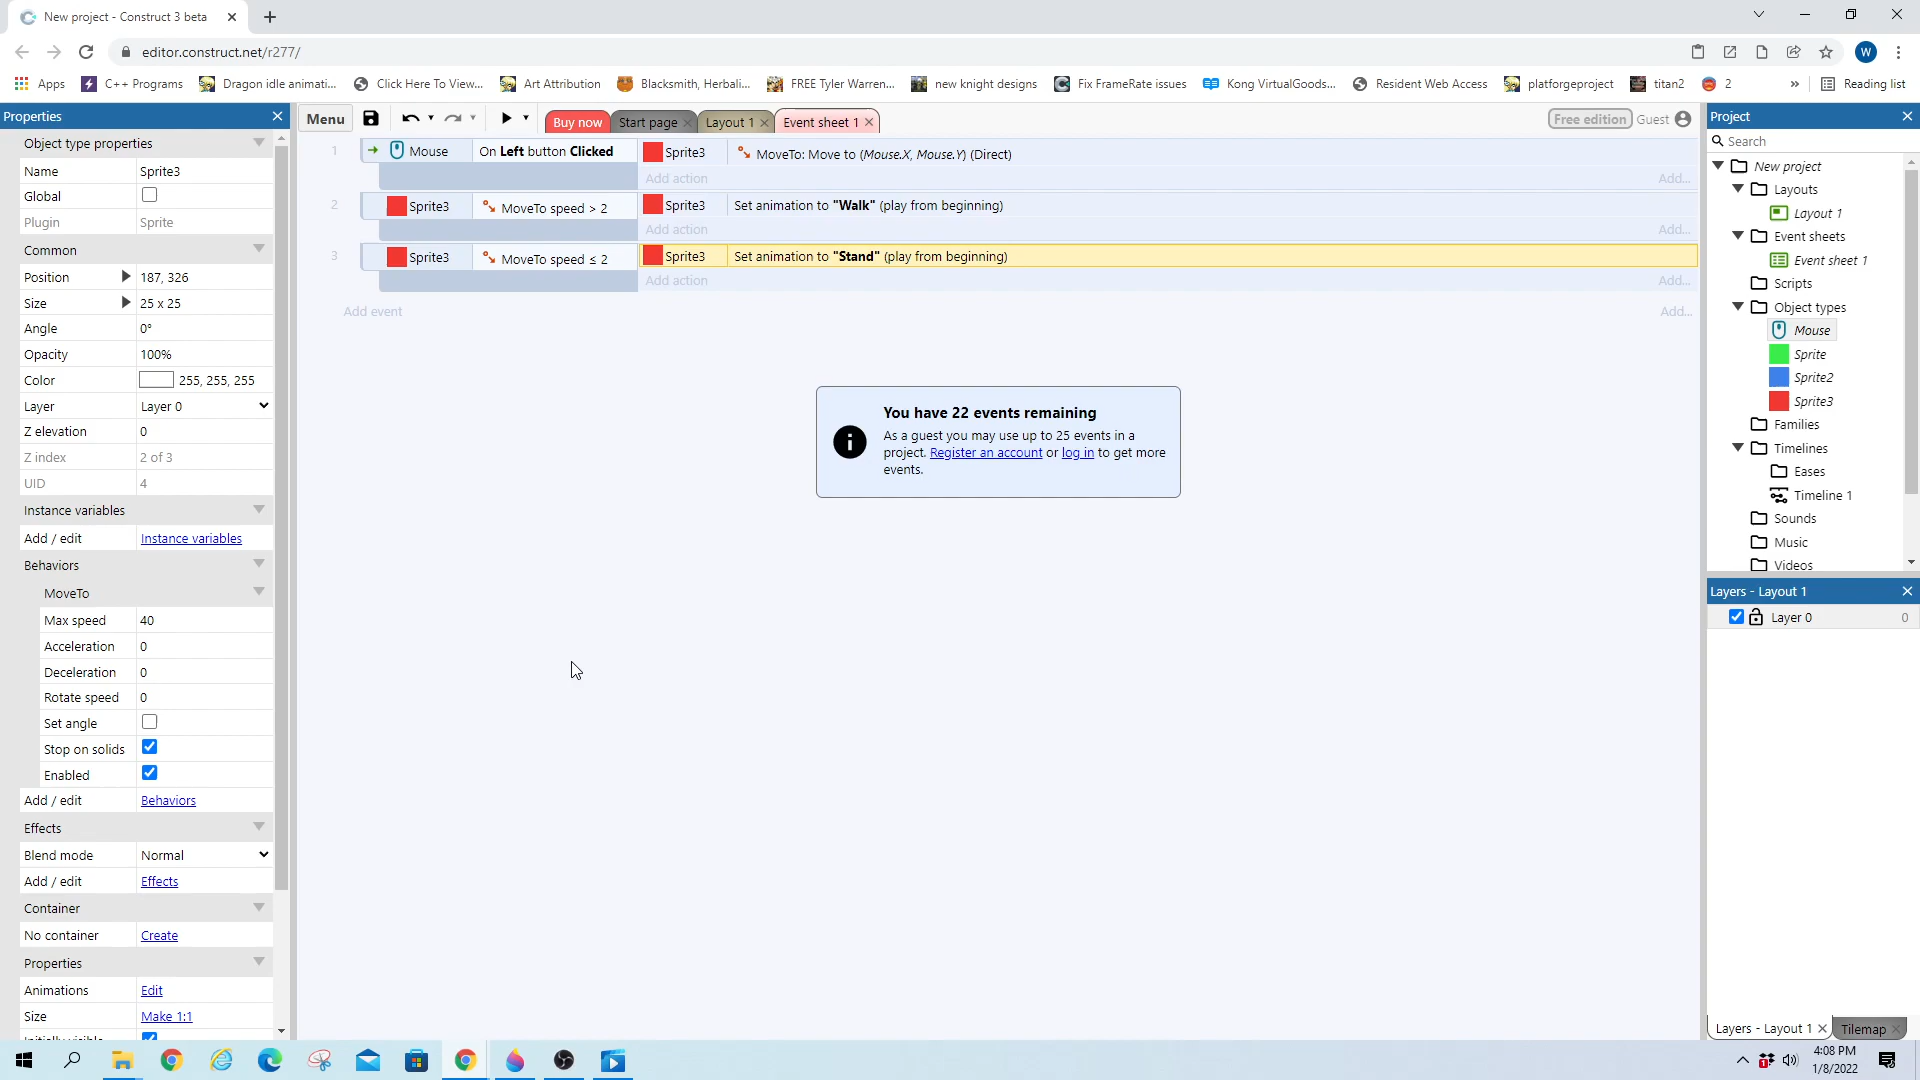 New project - Construct 3 beta
editor.construct.net/r277/
W
Apps
C++ Programs
Dragon idle animati...
Click Here To View...
Art Attribution
Blacksmith, Herbali...
FREE Tyler Warren...
new knight designs
Fix FrameRate issues
Kong VirtualGoods...
Resident Web Access
platforgeproject
titan2
2
»
Reading list
Properties
Menu
Buy now
Start page
Layout 1
Event sheet 1
Free edition
Guest
Project
Object type properties
Name Sprite3
Global
Plugin Sprite
Common
Position 187, 326
Size 25 x 25
Angle 0°
Opacity 100%
Color 255, 255, 255
Layer Layer 0
Z elevation 0
Z index 2 of 3
UID 4
Instance variables
Add / edit Instance variables
Behaviors
MoveTo
Max speed 40
Acceleration 0
Deceleration 0
Rotate speed 0
Set angle
Stop on solids
Enabled
Add / edit Behaviors
Effects
Blend mode Normal
Add / edit Effects
Container
No container Create
Properties
Animations Edit
Size Make 1:1
Initially visible
1 Mouse On Left button Clicked Sprite3 MoveTo: Move to (Mouse.X, Mouse.Y) (Direct)
Add action Add...
2 Sprite3 MoveTo speed > 2 Sprite3 Set animation to "Walk" (play from beginning)
Add action Add...
3 Sprite3 MoveTo speed ≤ 2 Sprite3 Set animation to "Stand" (play from beginning)
Add action Add...
Add event Add...
You have 22 events remaining
As a guest you may use up to 25 events in a
project. Register an account or log in to get more
events.
Search
New project
Layouts
Layout 1
Event sheets
Event sheet 1
Scripts
Object types
Mouse
Sprite
Sprite2
Sprite3
Families
Timelines
Eases
Timeline 1
Sounds
Music
Videos
Layers - Layout 1
Layer 0 0
Layers - Layout 1
Tilemap
4:08 PM
1/8/2022